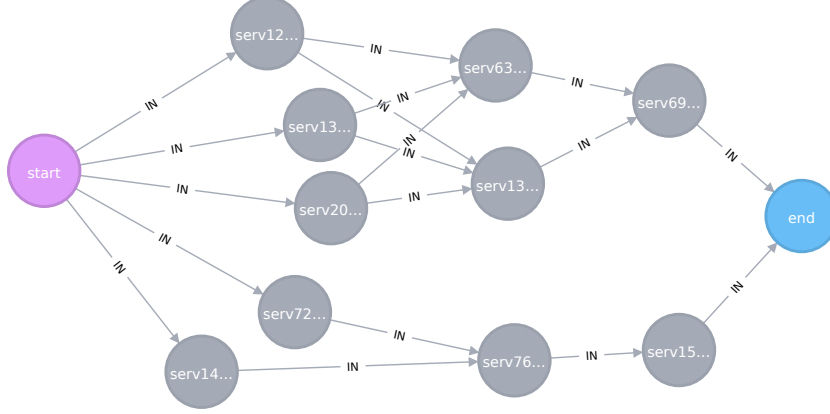 serv12...
IN
serv63...
IN
serv69...
IN
IN
IN
serv13...
IN
IN
IN
IN
start
IN
serv13...
IN
serv20...
IN
end
IN
IN
serv72...
IN
IN
serv76...
IN
serv15...
serv14...
IN